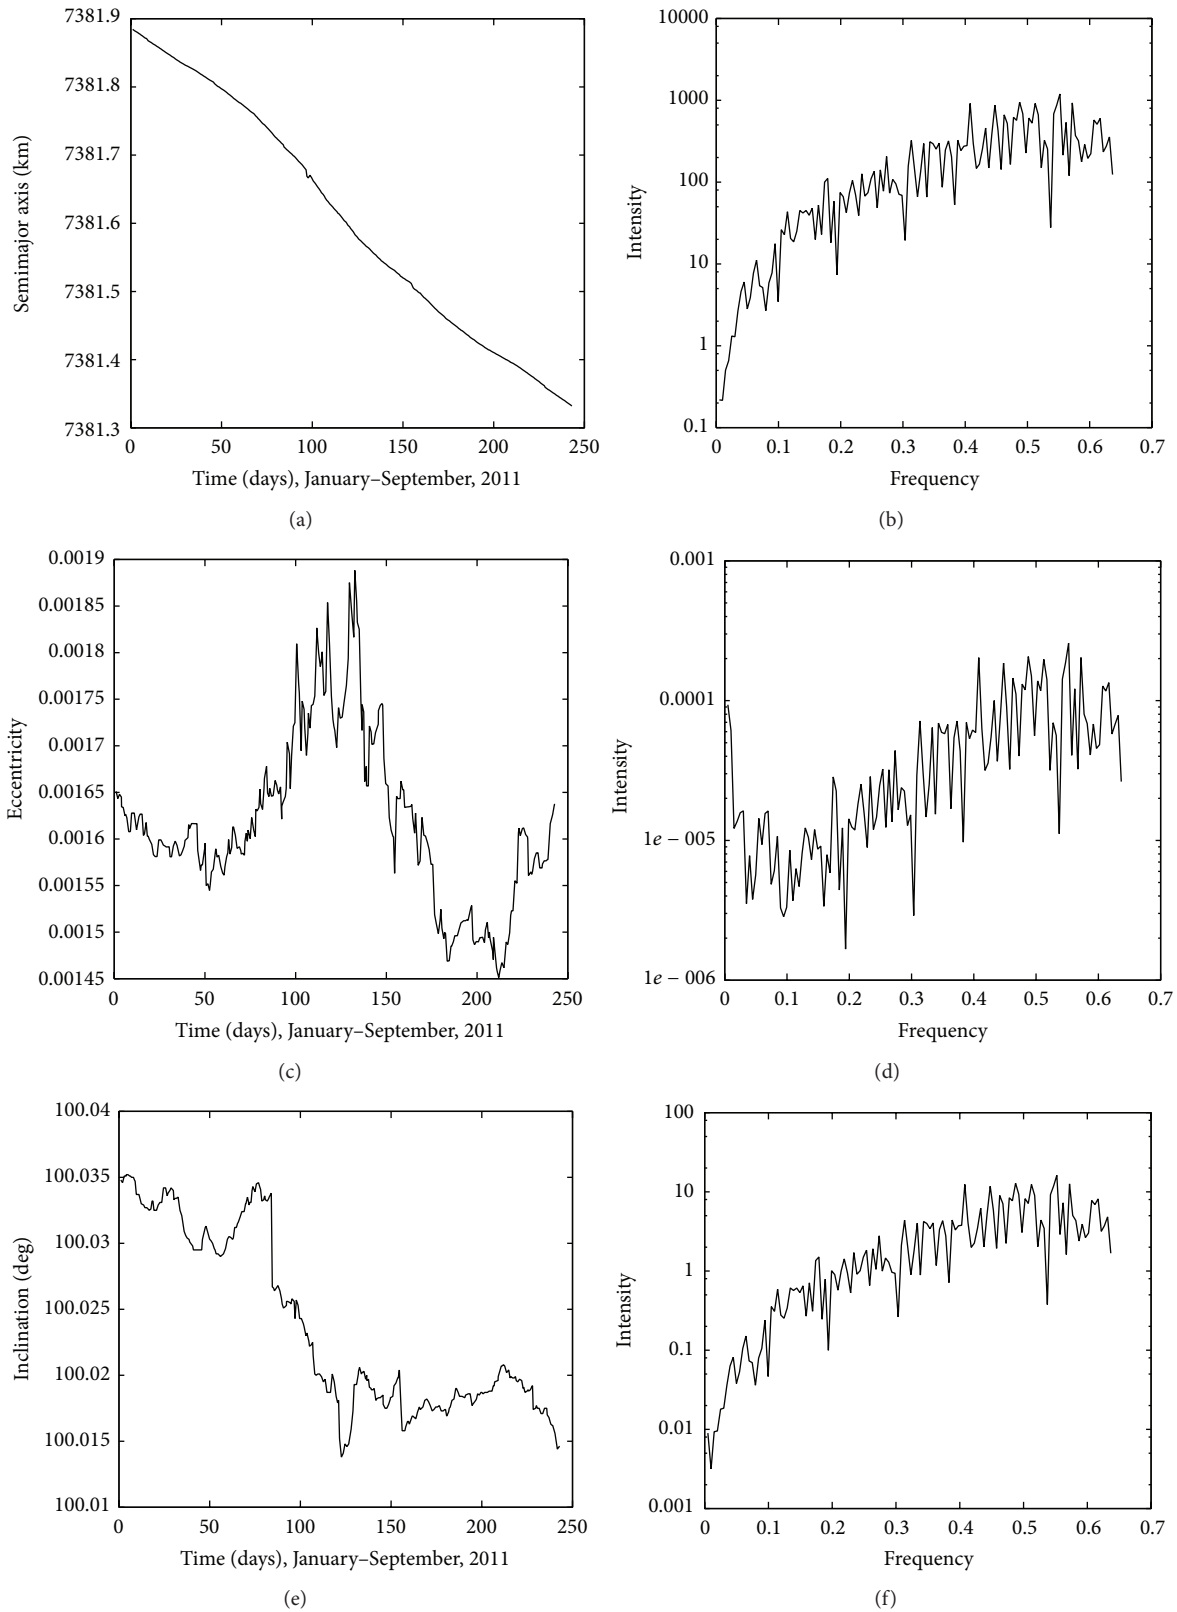 7381.9
7381.8
7381.7
7381.6
7381.5
7381.4
7381.3
Semimajor axis (km)
0 50 100 150 200 250
Time (days), January–September, 2011
(a)
10000
1000
100
10
1
0.1
Intensity
0 0.1 0.2 0.3 0.4 0.5 0.6 0.7
Frequency
(b)
0.0019
0.00185
0.0018
0.00175
0.0017
0.00165
0.0016
0.00155
0.0015
0.00145
Eccentricity
0 50 100 150 200 250
Time (days), January–September, 2011
(c)
0.001
0.0001
1e − 005
1e − 006
Intensity
0 0.1 0.2 0.3 0.4 0.5 0.6 0.7
Frequency
(d)
100.04
100.035
100.03
100.025
100.02
100.015
100.01
Inclination (deg)
0 50 100 150 200 250
Time (days), January–September, 2011
(e)
100
10
1
0.1
0.01
0.001
Intensity
0 0.1 0.2 0.3 0.4 0.5 0.6 0.7
Frequency
(f)